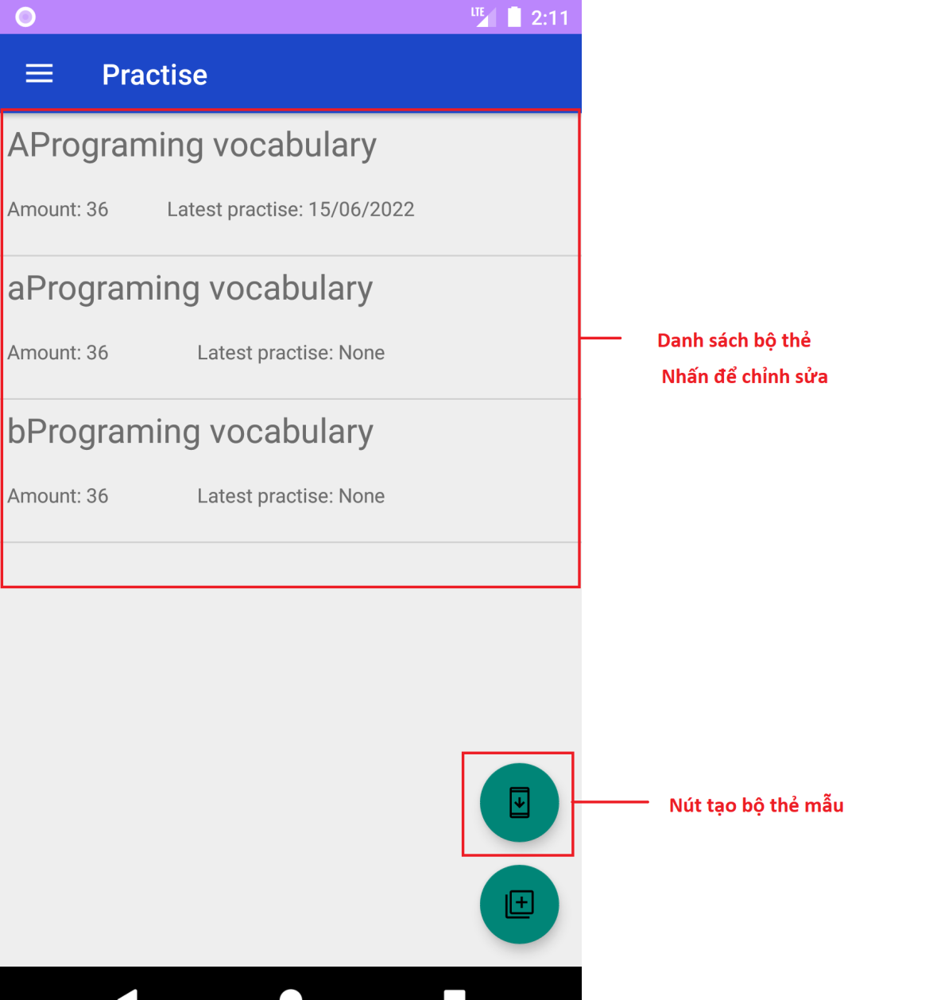 LTE 2:11
Practise
APrograming vocabulary
Amount: 36 Latest practise: 15/06/2022
aPrograming vocabulary
Amount: 36 Latest practise: None
Danh sách bộ thẻ
Nhấn để chỉnh sửa
bPrograming vocabulary
Amount: 36 Latest practise: None
Nút tạo bộ thẻ mẫu